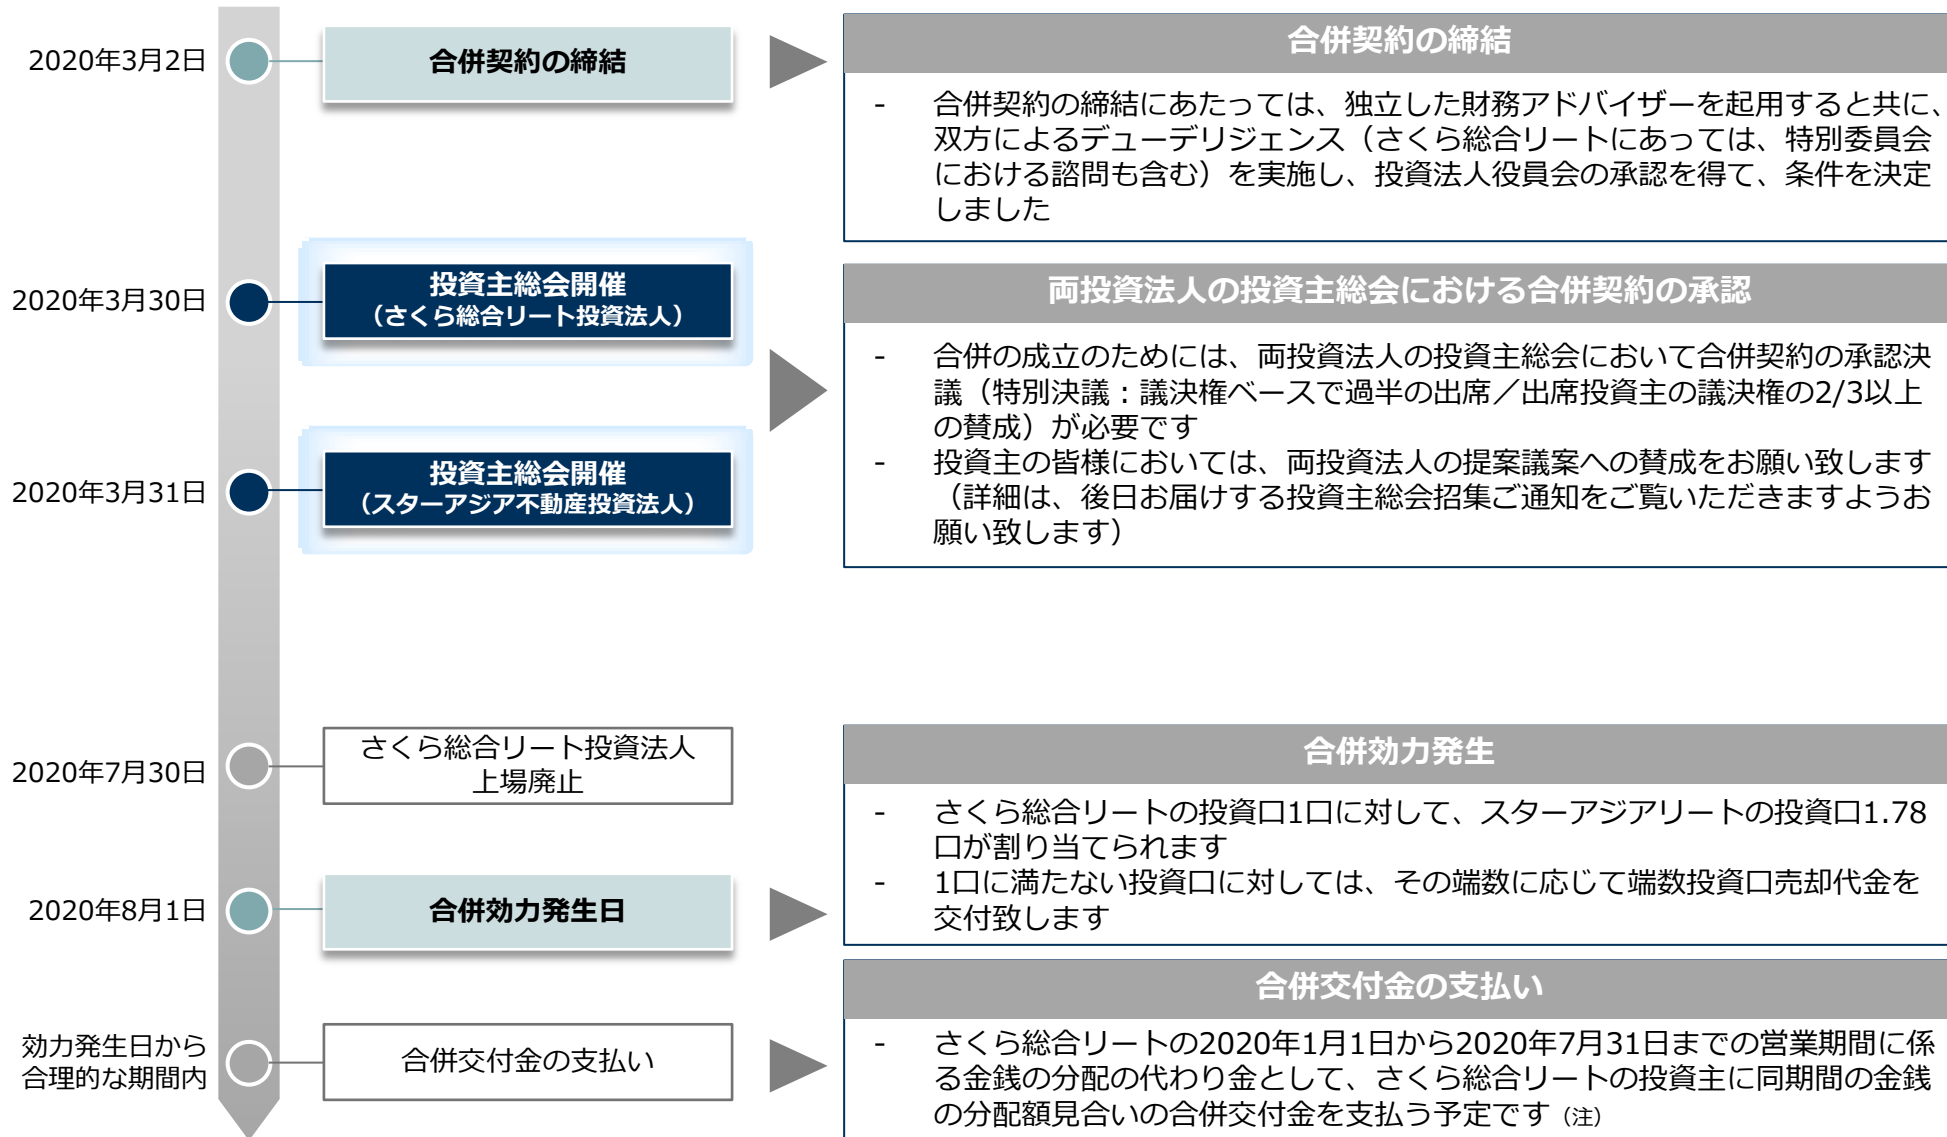 2020年3月2日
合併契約の締結
合併契約の締結
- 合併契約の締結にあたっては、独立した財務アドバイザーを起用すると共に、
双方によるデューデリジェンス（さくら総合リートにあっては、特別委員会
における諮問も含む）を実施し、投資法人役員会の承認を得て、条件を決定
しました
2020年3月30日
投資主総会開催
（さくら総合リート投資法人）
2020年3月31日
投資主総会開催
（スターアジア不動産投資法人）
両投資法人の投資主総会における合併契約の承認
- 合併の成立のためには、両投資法人の投資主総会において合併契約の承認決
議（特別決議：議決権ベースで過半の出席／出席投資主の議決権の2/3以上
の賛成）が必要です
- 投資主の皆様においては、両投資法人の提案議案への賛成をお願い致します
（詳細は、後日お届けする投資主総会招集ご通知をご覧いただきますようお
願い致します）
2020年7月30日
さくら総合リート投資法人
上場廃止
2020年8月1日
合併効力発生日
合併効力発生
- さくら総合リートの投資口1口に対して、スターアジアリートの投資口1.78
口が割り当てられます
- 1口に満たない投資口に対しては、その端数に応じて端数投資口売却代金を
交付致します
効力発生日から
合理的な期間内
合併交付金の支払い
合併交付金の支払い
- さくら総合リートの2020年1月1日から2020年7月31日までの営業期間に係
る金銭の分配の代わり金として、さくら総合リートの投資主に同期間の金銭
の分配額見合いの合併交付金を支払う予定です（注）